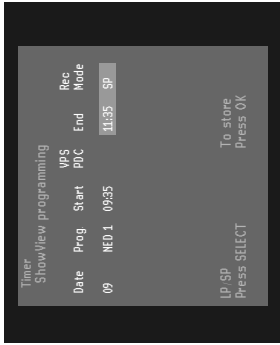 Timer
ShowView programming
VPS Rec
Date Prog. Start PDC End Mode
09 NED 1 09:35 11:35 SP
LP/SP To store
Press SELECT Press OK